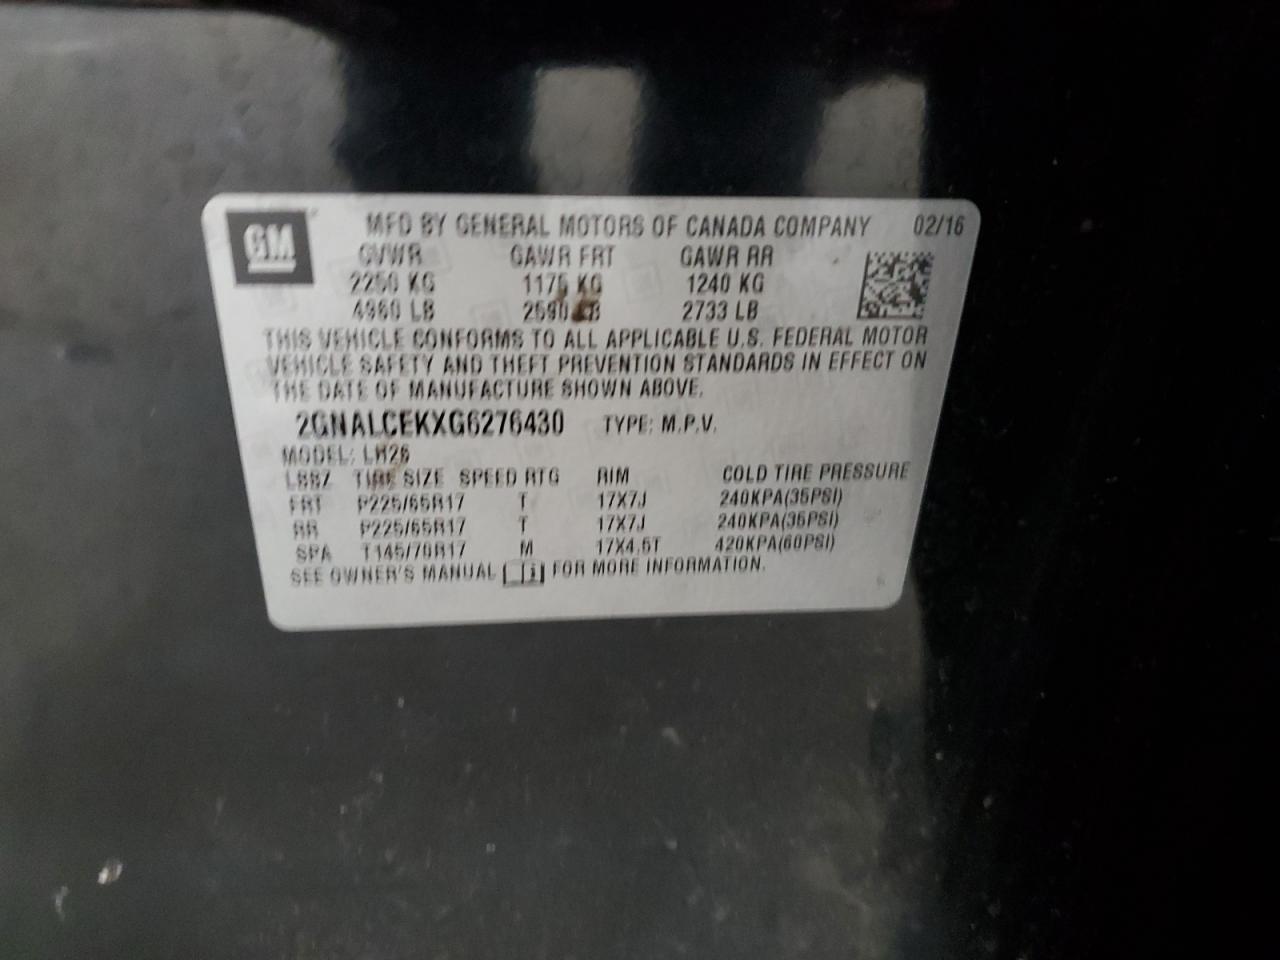 GM MFD BY GENERAL MOTORS OF CANADA COMPANY 02/16
GVWR GAWR FRT GAWR RR
2250 KG 1175 KG 1240 KG
4960 LB 2590 LB 2733 LB
THIS VEHICLE CONFORMS TO ALL APPLICABLE U.S. FEDERAL MOTOR
VEHICLE SAFETY AND THEFT PREVENTION STANDARDS IN EFFECT ON
THE DATE OF MANUFACTURE SHOWN ABOVE.
2GNALCEKXG6276430 TYPE: M.P.V.
MODEL: LH26
TIRE SIZE SPEED RTG RIM COLD TIRE PRESSURE
FRT P225/65R17 T 17X7J 240KPA(35PSI)
RR P225/65R17 T 17X7J 240KPA(35PSI)
SPA T145/70R17 M 17X4.5T 420KPA(60PSI)
SEE OWNER'S MANUAL i FOR MORE INFORMATION.